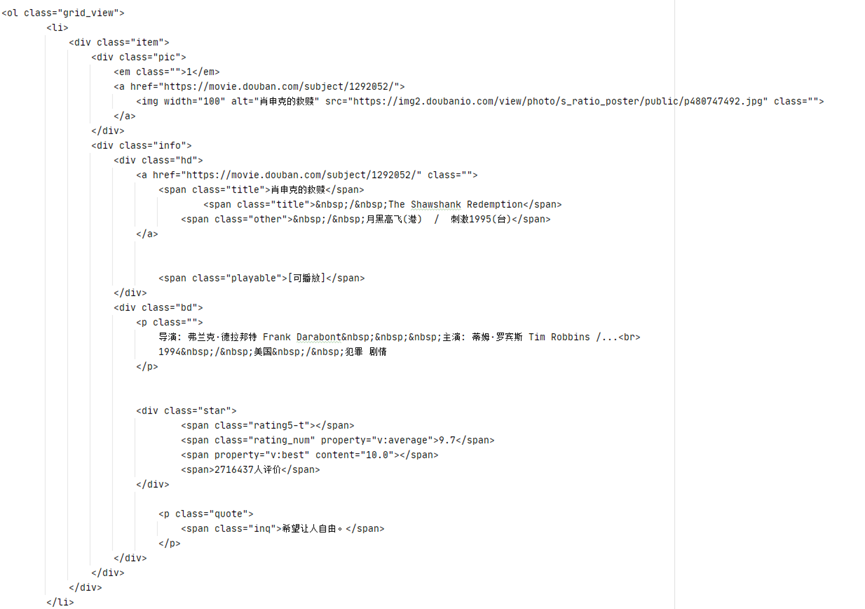 <ol class="grid_view">
<li>
<div class="item">
<div class="pic">
<em class="">1</em>
<a href="https://movie.douban.com/subject/1292052/">
<img width="100" alt="肖申克的救赎" src="https://img2.doubanio.com/view/photo/s_ratio_poster/public/p480747492.jpg" class="">
</a>
</div>
<div class="info">
<div class="hd">
<a href="https://movie.douban.com/subject/1292052/" class="">
<span class="title">肖申克的救赎</span>
<span class="title">&nbsp;/&nbsp;The Shawshank Redemption</span>
<span class="other">&nbsp;/&nbsp;月黑高飞(港)  /  刺激1995(台)</span>
</a>
<span class="playable">[可播放]</span>
</div>
<div class="bd">
<p class="">
导演: 弗兰克·德拉邦特 Frank Darabont&nbsp;&nbsp;&nbsp;主演: 蒂姆·罗宾斯 Tim Robbins /...<br>
1994&nbsp;/&nbsp;美国&nbsp;/&nbsp;犯罪 剧情
</p>
<div class="star">
<span class="rating5-t"></span>
<span class="rating_num" property="v:average">9.7</span>
<span property="v:best" content="10.0"></span>
<span>2716437人评价</span>
</div>
<p class="quote">
<span class="inq">希望让人自由。</span>
</p>
</div>
</div>
</div>
</li>